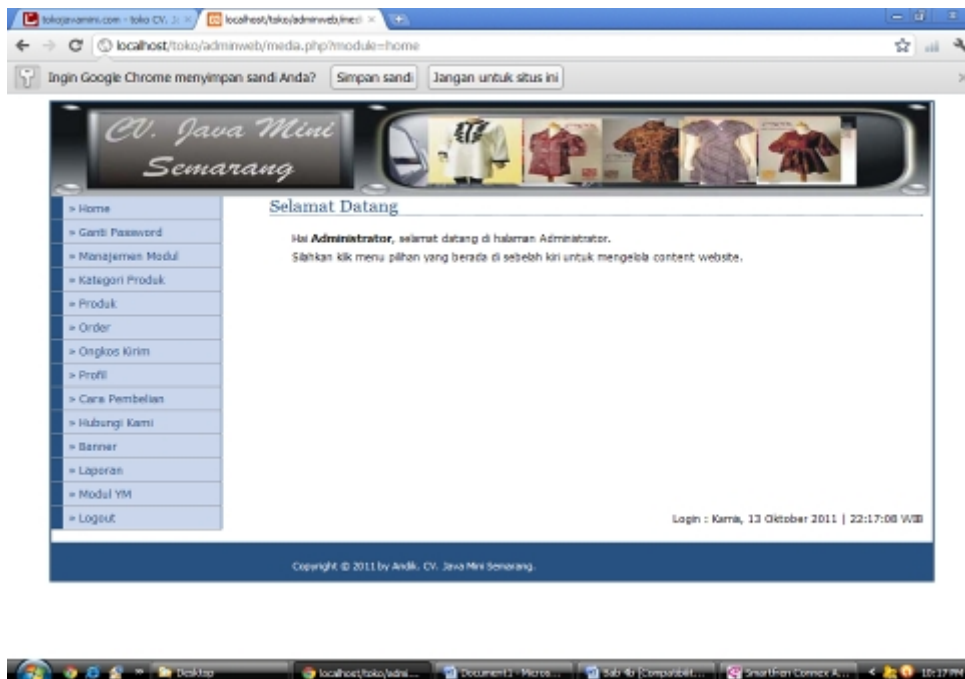 tokojavamini.com - toko CV. J
localhost/toko/adminweb/med
localhost/toko/adminweb/media.php?module=home
Ingin Google Chrome menyimpan sandi Anda? Simpan sandi Jangan untuk situs ini
CV. Java Mini
Semarang
» Home
» Ganti Password
» Manajemen Modul
» Kategori Produk
» Produk
» Order
» Ongkos Kirim
» Profil
» Cara Pembelian
» Hubungi Kami
» Banner
» Laporan
» Modul YM
» Logout
Selamat Datang
Hai Administrator, selamat datang di halaman Administrator.
Silahkan klik menu pilihan yang berada di sebelah kiri untuk mengelola content website.
Login : Kamis, 13 Oktober 2011 | 22:17:08 WIB
Copyright © 2011 by Andik. CV. Java Mini Semarang.
Desktop
localhost/toko/admi...
Document1 - Micros...
Bab 4b [Compatibilit...
Smartfren Connex A...
10:17 PM